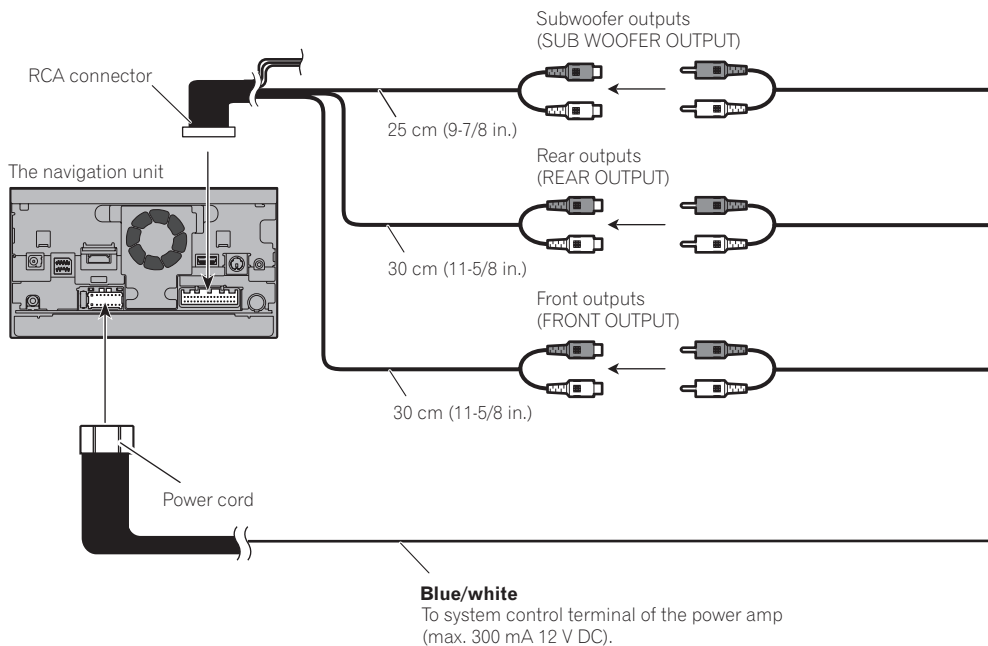 Subwoofer outputs
(SUB WOOFER OUTPUT)
RCA connector
25 cm (9-7/8 in.)
Rear outputs
(REAR OUTPUT)
The navigation unit
30 cm (11-5/8 in.)
Front outputs
(FRONT OUTPUT)
30 cm (11-5/8 in.)
Power cord
Blue/white
To system control terminal of the power amp
(max. 300 mA 12 V DC).